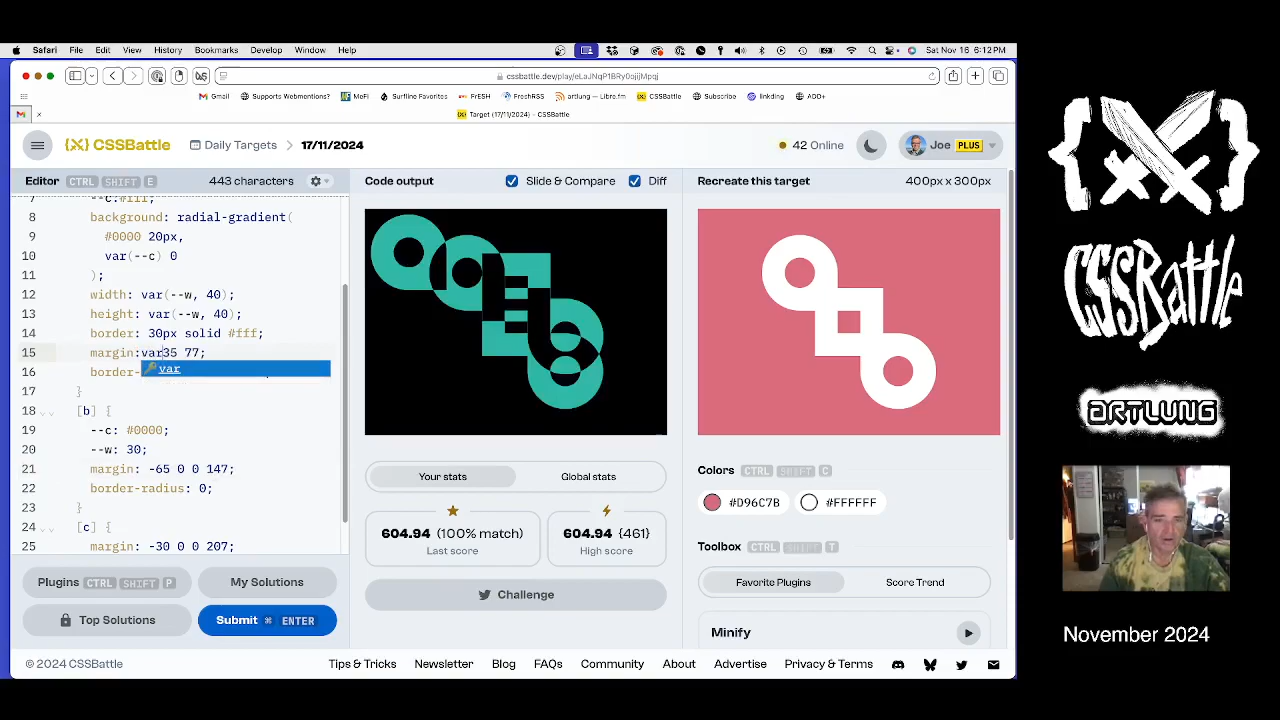 Safari File Edit View History Bookmarks Develop Window Help Sat Nov 16 6:12 PM
cssbattle.dev/play/eLaJNqP1BRy0ojijMpqj
Gmail Supports Webmentions? MeFi Surfline Favorites FrESH FreshRSS artlung — Libre.fm CSSBattle Subscribe linkding ADD+
Target (17/11/2024) - CSSBattle
{X} CSSBattle Daily Targets > 17/11/2024 42 Online Joe PLUS
Editor CTRL SHIFT E 443 characters Code output Slide & Compare Diff Recreate this target 400px x 300px
7 --c:#fff;
8 background: radial-gradient(
9 #0000 20px,
10 var(--c) 0
11 );
12 width: var(--w, 40);
13 height: var(--w, 40);
14 border: 30px solid #fff;
15 margin:var35 77;
var
16 border-
17 }
18 [b] {
19 --c: #0000;
20 --w: 30;
21 margin: -65 0 0 147;
22 border-radius: 0;
23 }
24 [c] {
25 margin: -30 0 0 207;
Your stats Global stats
604.94 (100% match) 604.94 {461}
Last score High score
Challenge
Colors CTRL SHIFT C
#D96C7B #FFFFFF
Toolbox CTRL SHIFT T
Favorite Plugins Score Trend
Minify
Plugins CTRL SHIFT P My Solutions
Top Solutions Submit ⌘ ENTER
© 2024 CSSBattle Tips & Tricks Newsletter Blog FAQs Community About Advertise Privacy & Terms
CSSBattle
ARTLUNG
November 2024